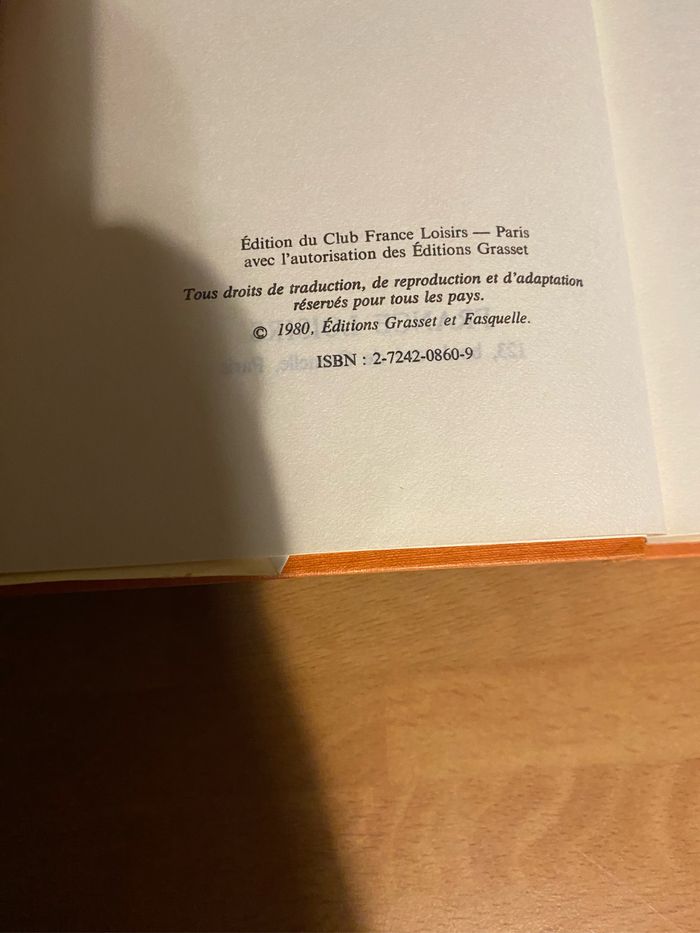 Édition du Club France Loisirs — Paris
avec l'autorisation des Éditions Grasset
Tous droits de traduction, de reproduction et d'adaptation
réservés pour tous les pays.
© 1980, Éditions Grasset et Fasquelle.
ISBN : 2-7242-0860-9